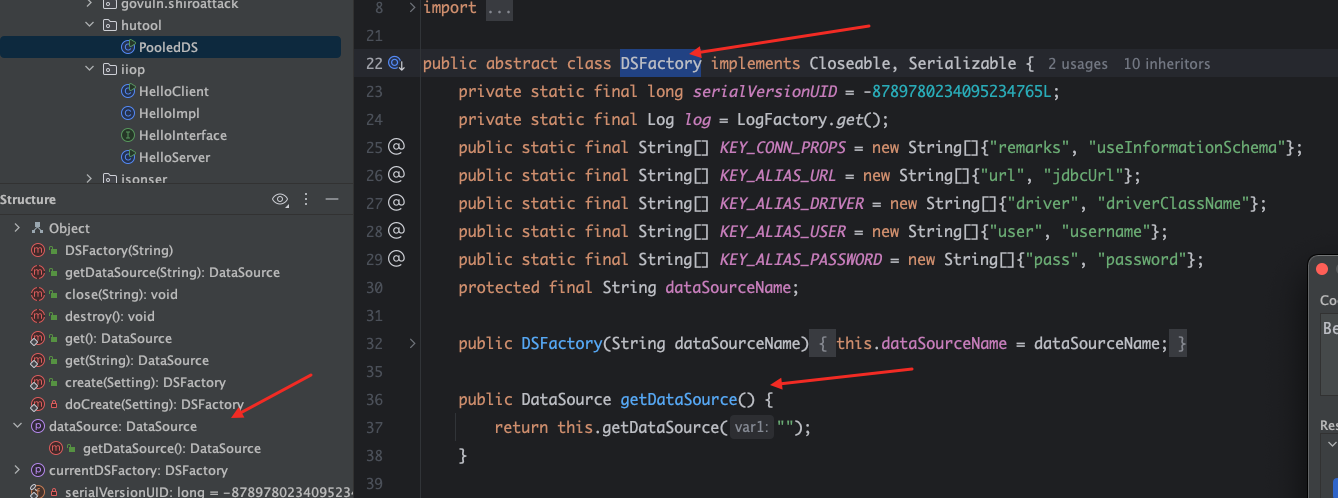 govuln.shiroattack
hutool
PooledDS
iiop
HelloClient
HelloImpl
HelloInterface
HelloServer
jsonser
Structure
Object
DSFactory(String)
getDataSource(String): DataSource
close(String): void
destroy(): void
get(): DataSource
get(String): DataSource
create(Setting): DSFactory
doCreate(Setting): DSFactory
dataSource: DataSource
getDataSource(): DataSource
currentDSFactory: DSFactory
serialVersionUID: long = -8789780234095234
8 import ...
21
22 public abstract class DSFactory implements Closeable, Serializable { 2 usages 10 inheritors
23 private static final long serialVersionUID = -8789780234095234765L;
24 private static final Log log = LogFactory.get();
25 public static final String[] KEY_CONN_PROPS = new String[]{"remarks", "useInformationSchema"};
26 public static final String[] KEY_ALIAS_URL = new String[]{"url", "jdbcUrl"};
27 public static final String[] KEY_ALIAS_DRIVER = new String[]{"driver", "driverClassName"};
28 public static final String[] KEY_ALIAS_USER = new String[]{"user", "username"};
29 public static final String[] KEY_ALIAS_PASSWORD = new String[]{"pass", "password"};
30 protected final String dataSourceName;
31
32 public DSFactory(String dataSourceName) { this.dataSourceName = dataSourceName; }
35
36 public DataSource getDataSource() {
37 return this.getDataSource( var1: "");
38 }
39
Co
Be
Res